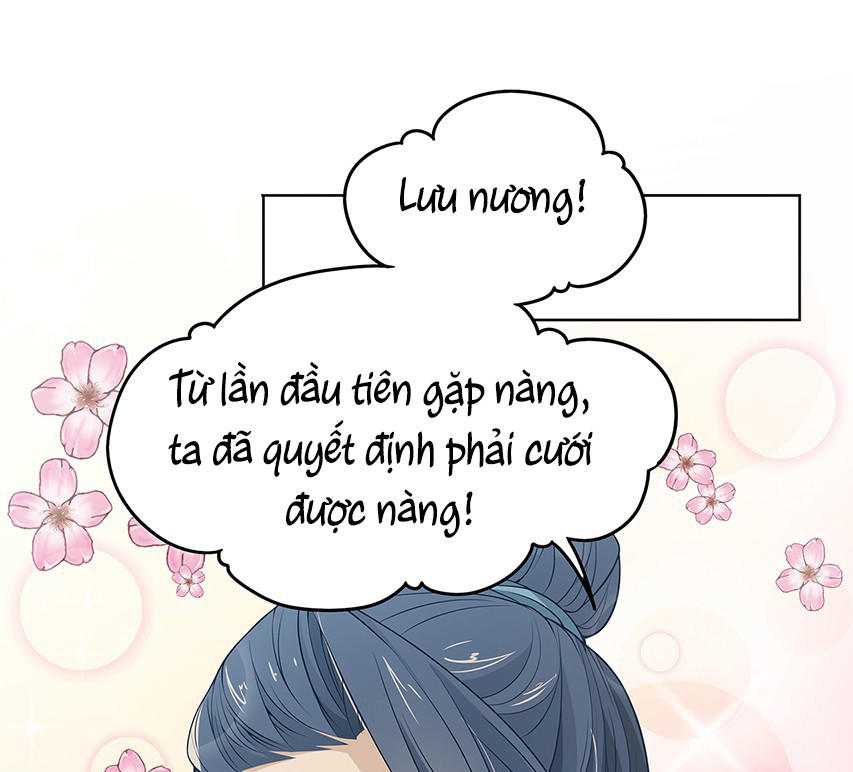 Lưu nương!
Từ lần đầu tiên gặp nàng,
ta đã quyết định phải cưới
được nàng!